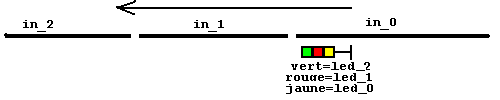 in_2
in_1
in_0
vert=led_2
rouge=led_1
jaune=led_0